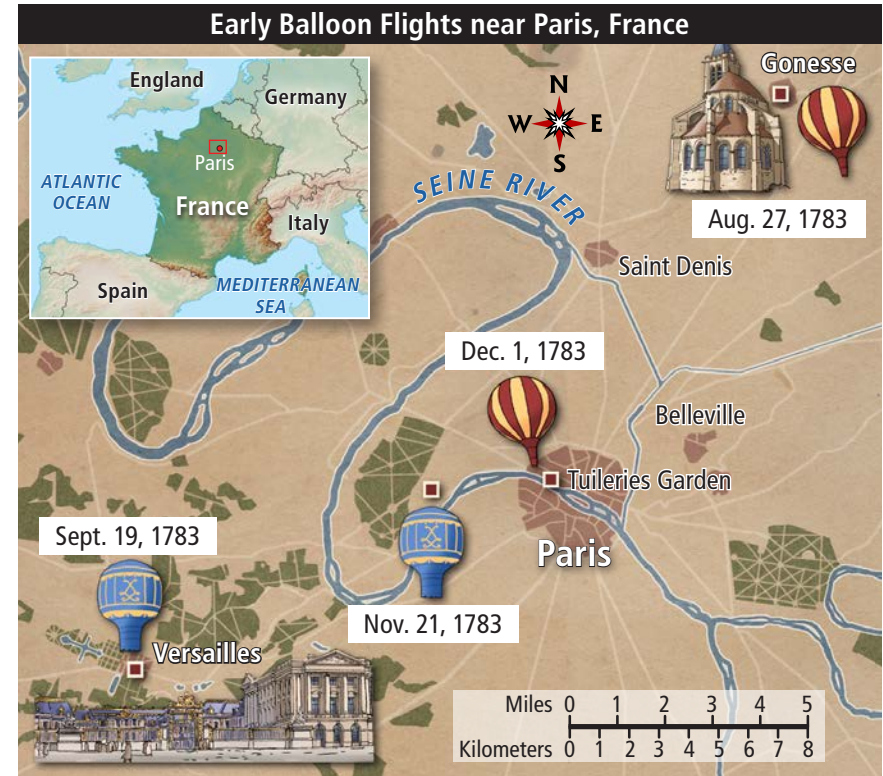 Early Balloon Flights near Paris, France
England
Germany
Paris
ATLANTIC
OCEAN
France
Italy
Spain
MEDITERRANEAN
SEA
N
W E
S
Gonesse
SEINE RIVER
Aug. 27, 1783
Saint Denis
Dec. 1, 1783
Belleville
Tuileries Garden
Sept. 19, 1783
Paris
Nov. 21, 1783
Versailles
Miles 0 1 2 3 4 5
Kilometers 0 1 2 3 4 5 6 7 8